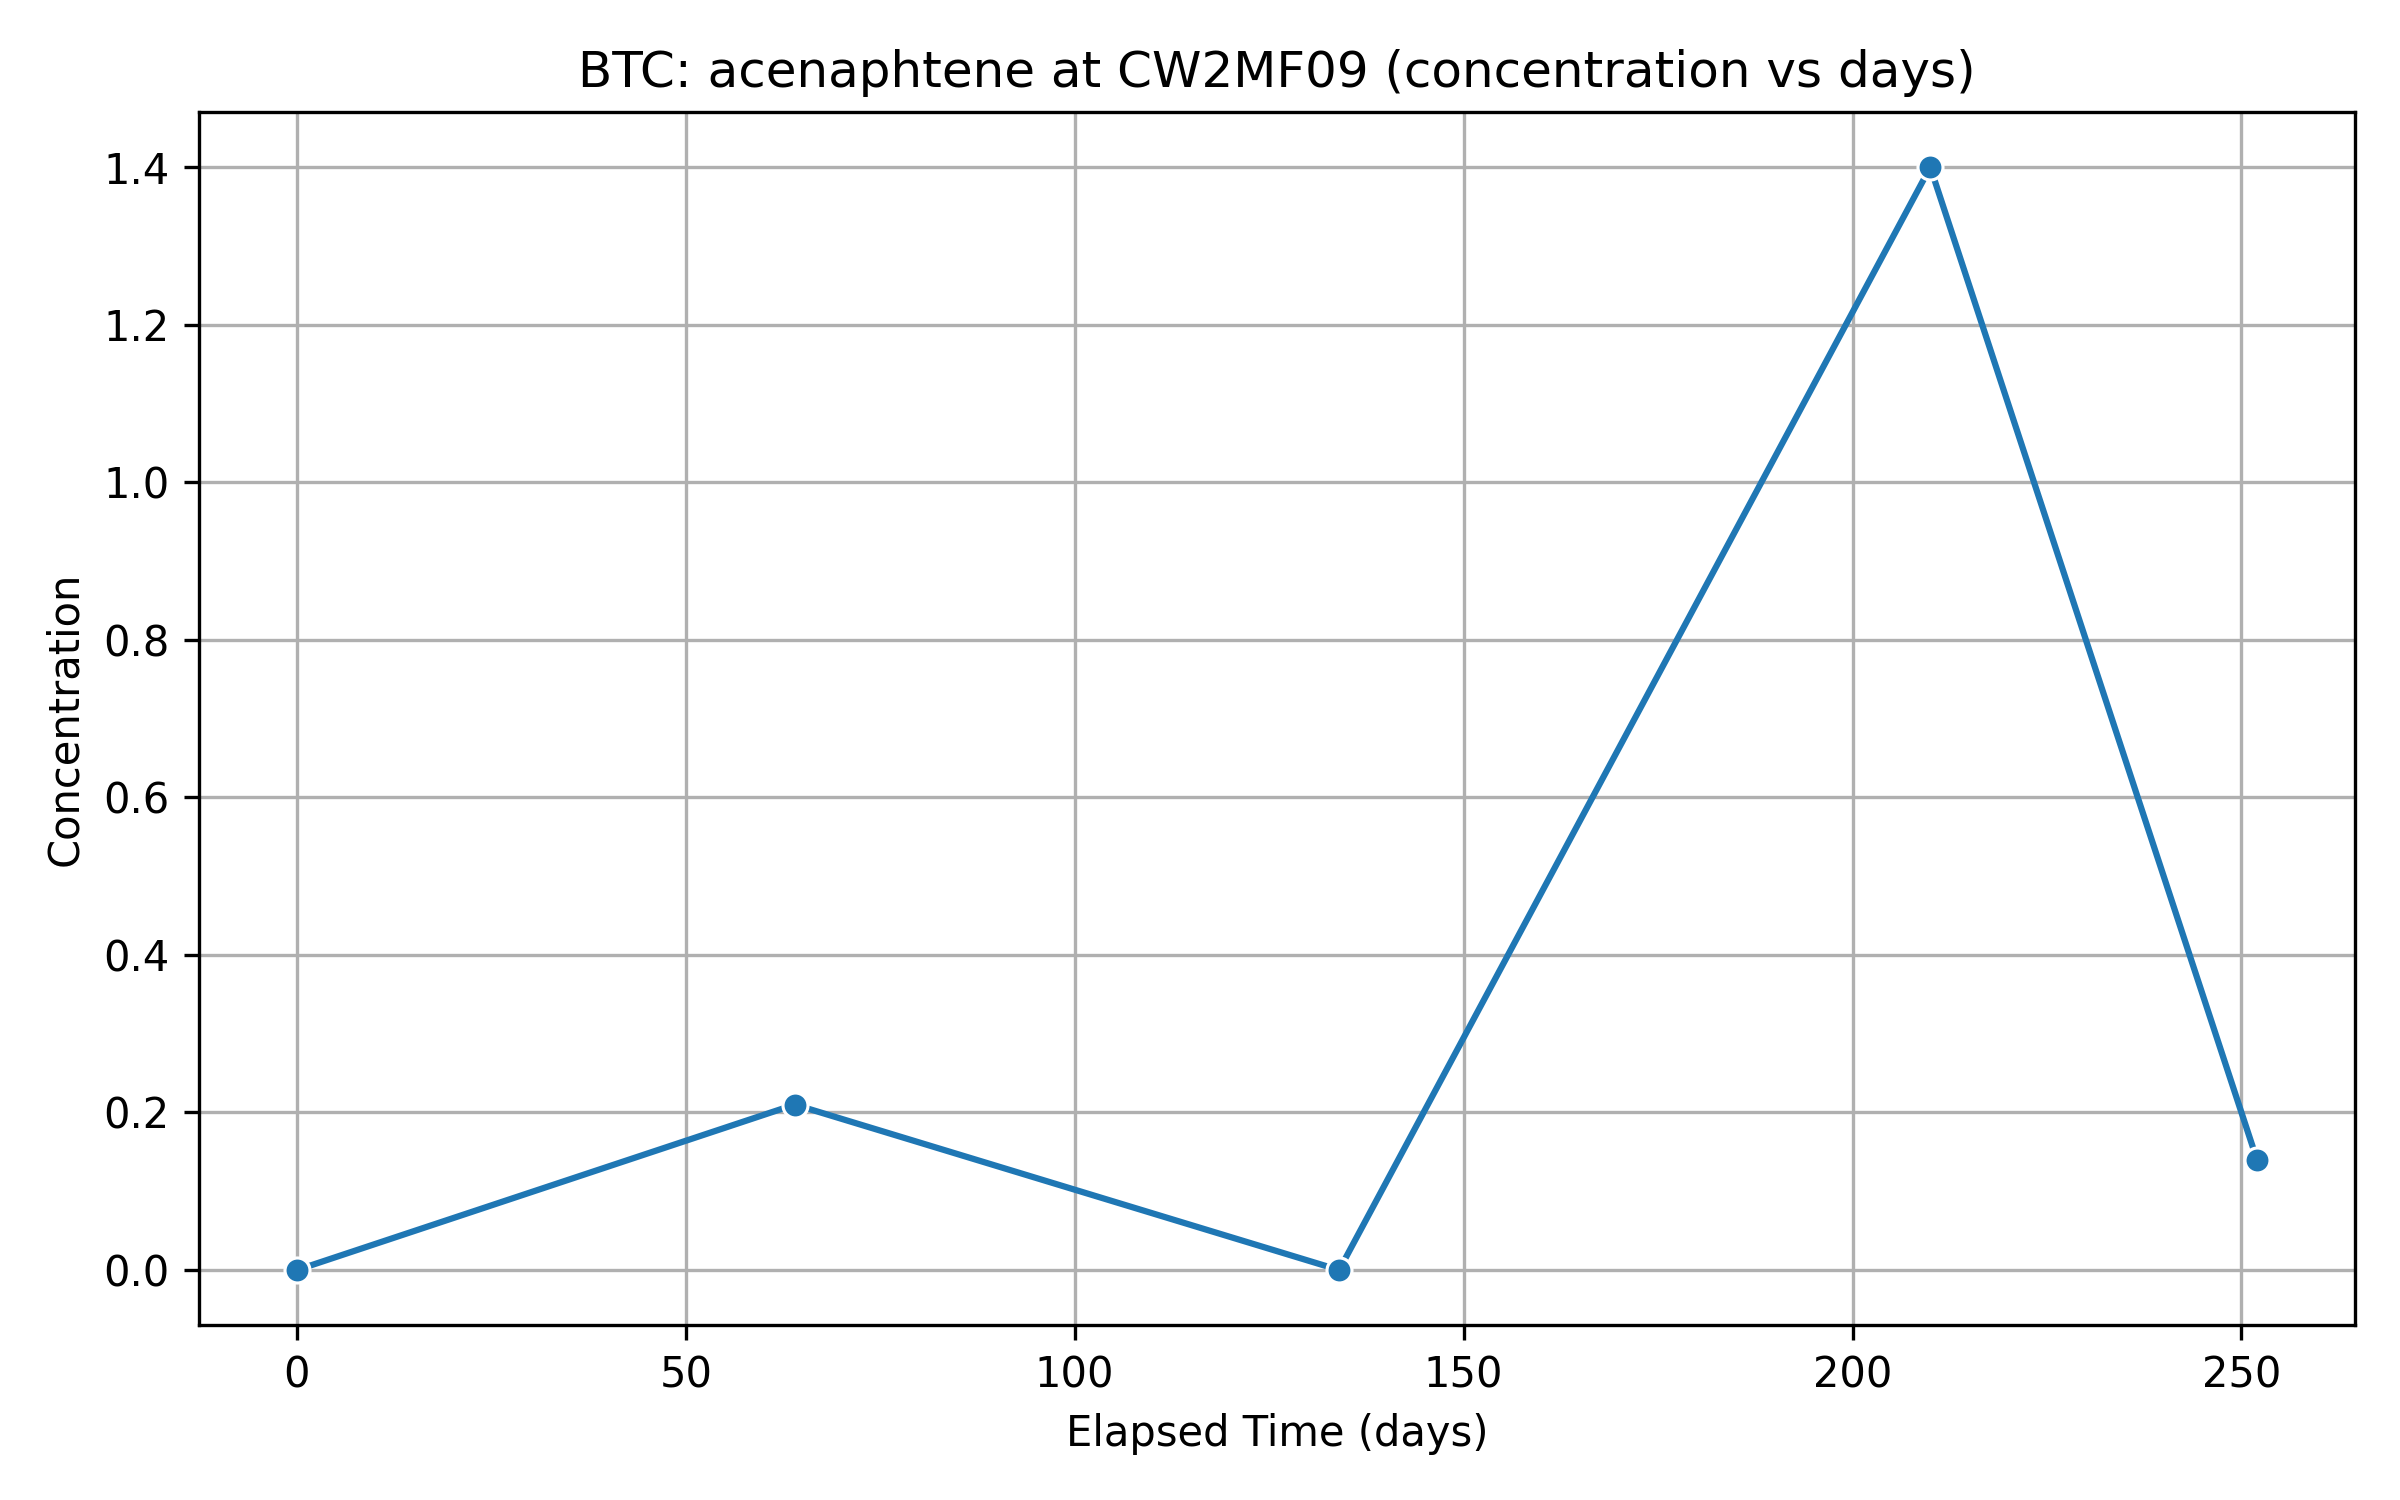 BTC: acenaphtene at CW2MF09 (concentration vs days)
1.4
1.2
1.0
0.8
0.6
0.4
0.2
0.0
Concentration
0 50 100 150 200 250
Elapsed Time (days)